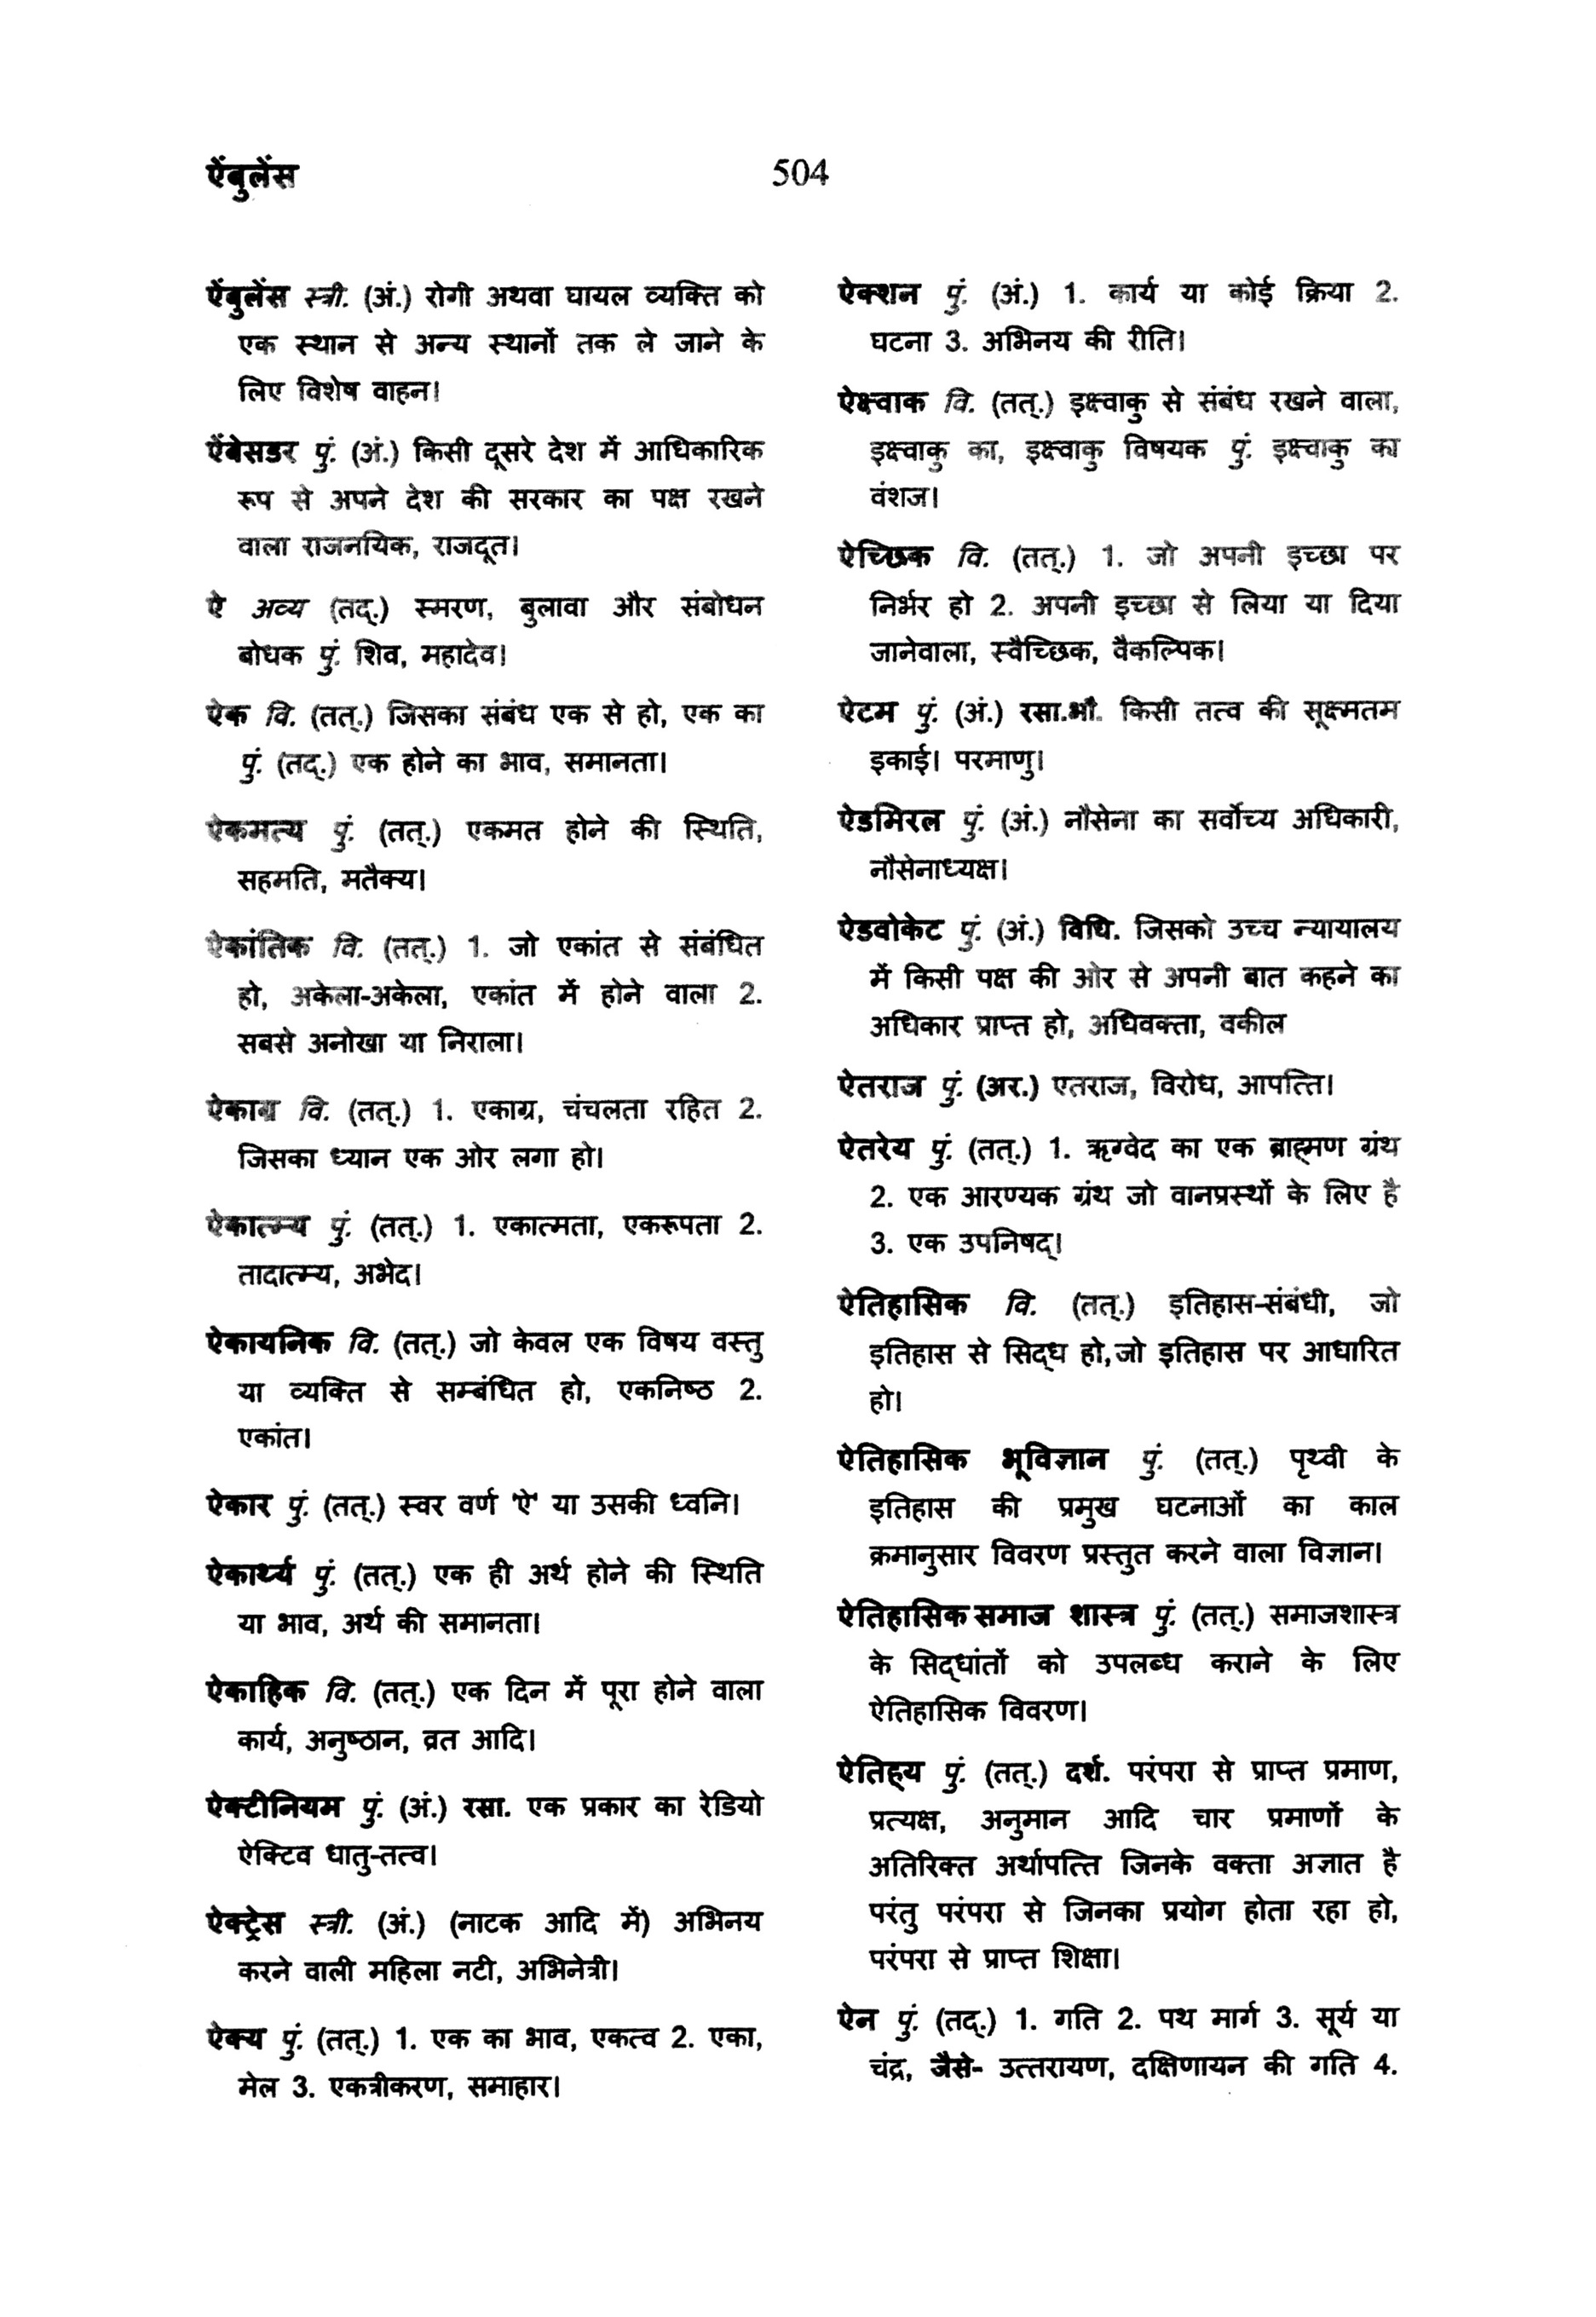 ऐंबुलेंस
504
ऐंबुलेंस स्त्री. (अं.) रोगी अथवा घायल व्यक्ति को
एक स्थान से अन्य स्थानों तक ले जाने के
लिए विशेष वाहन।
ऐंबेसडर पुं. (अं.) किसी दूसरे देश में आधिकारिक
रूप से अपने देश की सरकार का पक्ष रखने
वाला राजनयिक, राजदूत।
ऐ अव्य (तद्.) स्मरण, बुलावा और संबोधन
बोधक पुं. शिव, महादेव।
ऐक वि. (तत्.) जिसका संबंध एक से हो, एक का
पुं. (तद्.) एक होने का भाव, समानता।
ऐकमत्य पुं. (तत्.) एकमत होने की स्थिति,
सहमति, मतैक्य।
ऐकांतिक वि. (तत्.) 1. जो एकांत से संबंधित
हो, अकेला-अकेला, एकांत में होने वाला 2.
सबसे अनोखा या निराला।
ऐकाग्र वि. (तत्.) 1. एकाग्र, चंचलता रहित 2.
जिसका ध्यान एक ओर लगा हो।
ऐकात्म्य पुं. (तत्.) 1. एकात्मता, एकरूपता 2.
तादात्म्य, अभेद।
ऐकायनिक वि. (तत्.) जो केवल एक विषय वस्तु
या व्यक्ति से सम्बंधित हो, एकनिष्ठ 2.
एकांत।
ऐकार पुं. (तत्.) स्वर वर्ण 'ऐ' या उसकी ध्वनि।
ऐकार्थ्य पुं. (तत्.) एक ही अर्थ होने की स्थिति
या भाव, अर्थ की समानता।
ऐकाहिक वि. (तत्.) एक दिन में पूरा होने वाला
कार्य, अनुष्ठान, व्रत आदि।
ऐक्टीनियम पुं. (अं.) रसा. एक प्रकार का रेडियो
ऐक्टिव धातु-तत्व।
ऐक्ट्रेस स्त्री. (अं.) (नाटक आदि में) अभिनय
करने वाली महिला नटी, अभिनेत्री।
ऐक्य पुं. (तत्.) 1. एक का भाव, एकत्व 2. एका,
मेल 3. एकत्रीकरण, समाहार।
ऐक्शन पुं. (अं.) 1. कार्य या कोई क्रिया 2.
घटना 3. अभिनय की रीति।
ऐक्ष्वाक वि. (तत्.) इक्ष्वाकु से संबंध रखने वाला,
इक्ष्वाकु का, इक्ष्वाकु विषयक पुं. इक्ष्वाकु का
वंशज।
ऐच्छिक वि. (तत्.) 1. जो अपनी इच्छा पर
निर्भर हो 2. अपनी इच्छा से लिया या दिया
जानेवाला, स्वैच्छिक, वैकल्पिक।
ऐटम पुं. (अं.) रसा.भौ. किसी तत्व की सूक्ष्मतम
इकाई। परमाणु।
ऐडमिरल पुं. (अं.) नौसेना का सर्वोच्य अधिकारी,
नौसेनाध्यक्ष।
ऐडवोकेट पुं. (अं.) विधि. जिसको उच्च न्यायालय
में किसी पक्ष की ओर से अपनी बात कहने का
अधिकार प्राप्त हो, अधिवक्ता, वकील
ऐतराज पुं. (अर.) एतराज, विरोध, आपत्ति।
ऐतरेय पुं. (तत्.) 1. ऋग्वेद का एक ब्राह्मण ग्रंथ
2. एक आरण्यक ग्रंथ जो वानप्रस्थों के लिए है
3. एक उपनिषद्।
ऐतिहासिक वि. (तत्.) इतिहास-संबंधी, जो
इतिहास से सिद्ध हो,जो इतिहास पर आधारित
हो।
ऐतिहासिक भूविज्ञान पुं. (तत्.) पृथ्वी के
इतिहास की प्रमुख घटनाओं का काल
क्रमानुसार विवरण प्रस्तुत करने वाला विज्ञान।
ऐतिहासिक समाज शास्त्र पुं. (तत्.) समाजशास्त्र
के सिद्धांतों को उपलब्ध कराने के लिए
ऐतिहासिक विवरण।
ऐतिह्य पुं. (तत्.) दर्श. परंपरा से प्राप्त प्रमाण,
प्रत्यक्ष, अनुमान आदि चार प्रमाणों के
अतिरिक्त अर्थापत्ति जिनके वक्ता अज्ञात है
परंतु परंपरा से जिनका प्रयोग होता रहा हो,
परंपरा से प्राप्त शिक्षा।
ऐन पुं. (तद्.) 1. गति 2. पथ मार्ग 3. सूर्य या
चंद्र, जैसे- उत्तरायण, दक्षिणायन की गति 4.